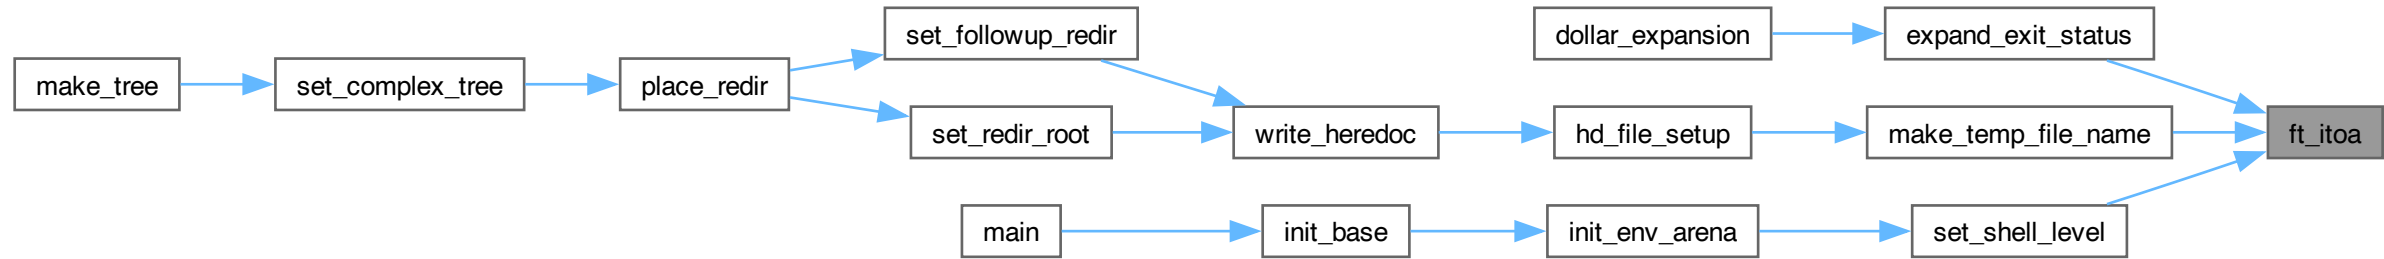 make_tree
set_complex_tree
place_redir
set_followup_redir
set_redir_root
write_heredoc
dollar_expansion
expand_exit_status
hd_file_setup
make_temp_file_name
ft_itoa
main
init_base
init_env_arena
set_shell_level